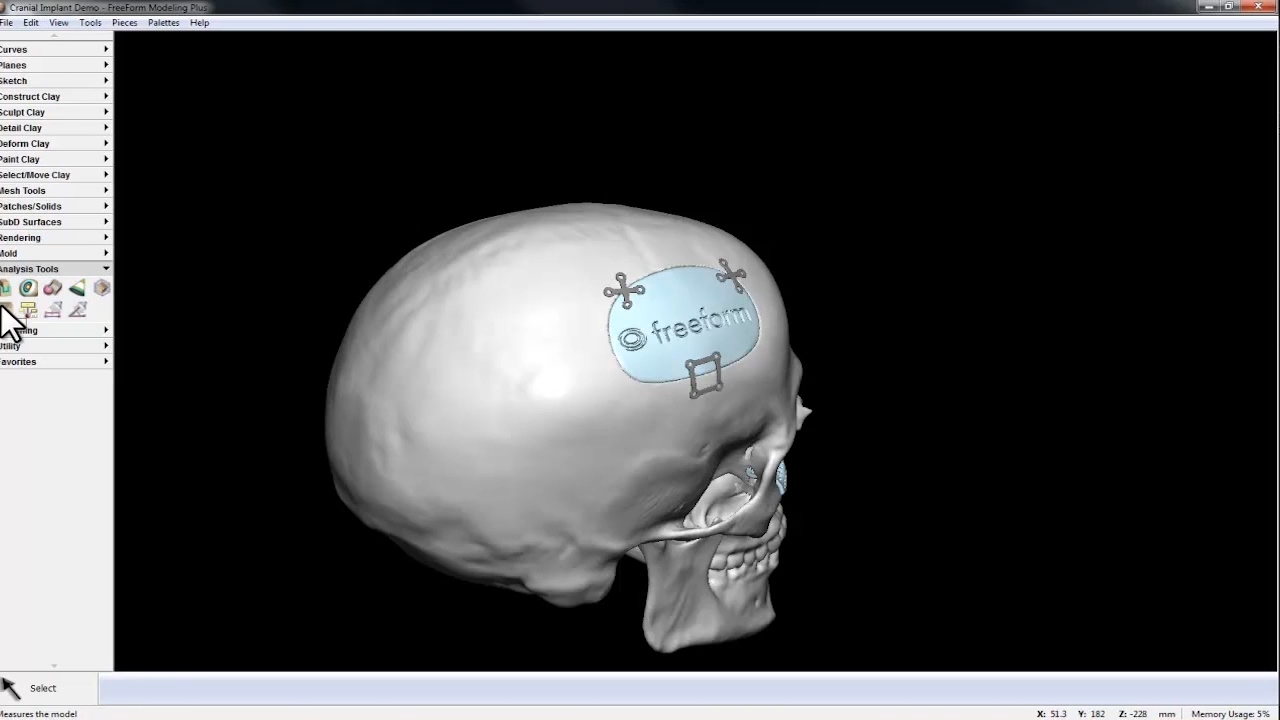 Cranial Implant Demo - FreeForm Modeling Plus
File Edit View Tools Pieces Palettes Help
Curves
Planes
Sketch
Construct Clay
Sculpt Clay
Detail Clay
Deform Clay
Paint Clay
Select/Move Clay
Mesh Tools
Patches/Solids
SubD Surfaces
Rendering
Mold
Analysis Tools
Utility
Favorites
freeform
Select
Measures the model
X: 51.3 Y: 182 Z: -228 mm Memory Usage: 5%